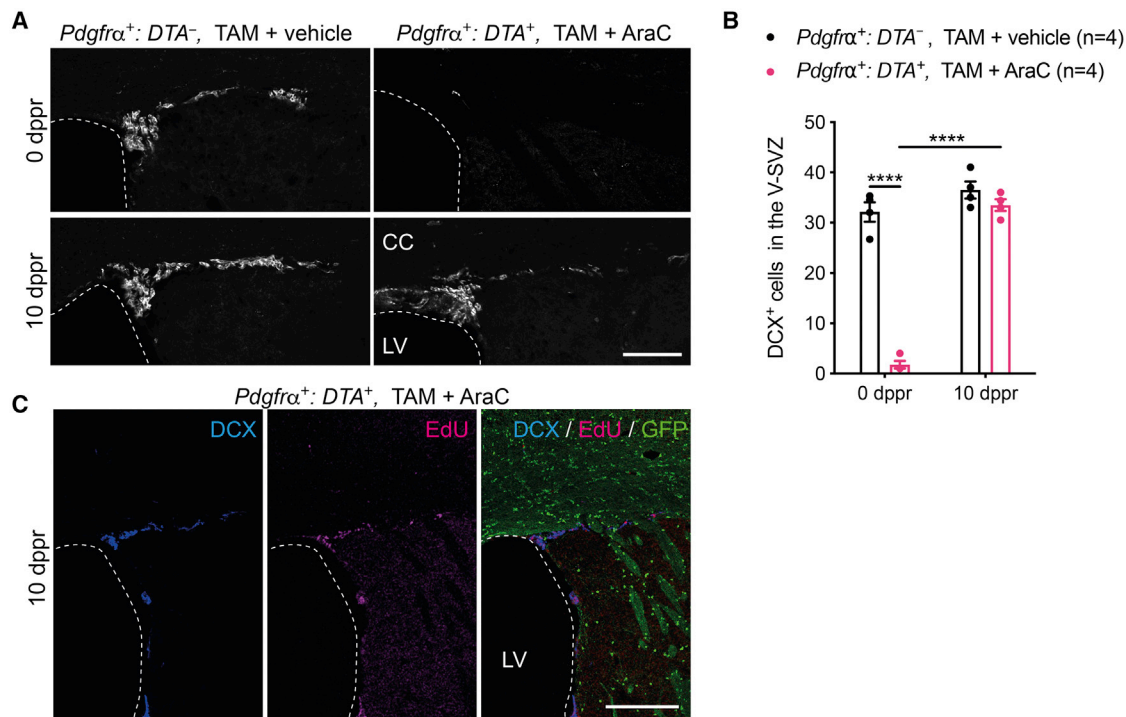 A
Pdgfrα⁺: DTA⁻, TAM + vehicle
Pdgfrα⁺: DTA⁺, TAM + AraC
0 dppr
10 dppr
CC
LV
B
Pdgfrα⁺: DTA⁻, TAM + vehicle (n=4)
Pdgfrα⁺: DTA⁺, TAM + AraC (n=4)
DCX⁺ cells in the V-SVZ
50
40
30
20
10
0
****
****
0 dppr
10 dppr
C
Pdgfrα⁺: DTA⁺, TAM + AraC
10 dppr
DCX
EdU
DCX / EdU / GFP
LV